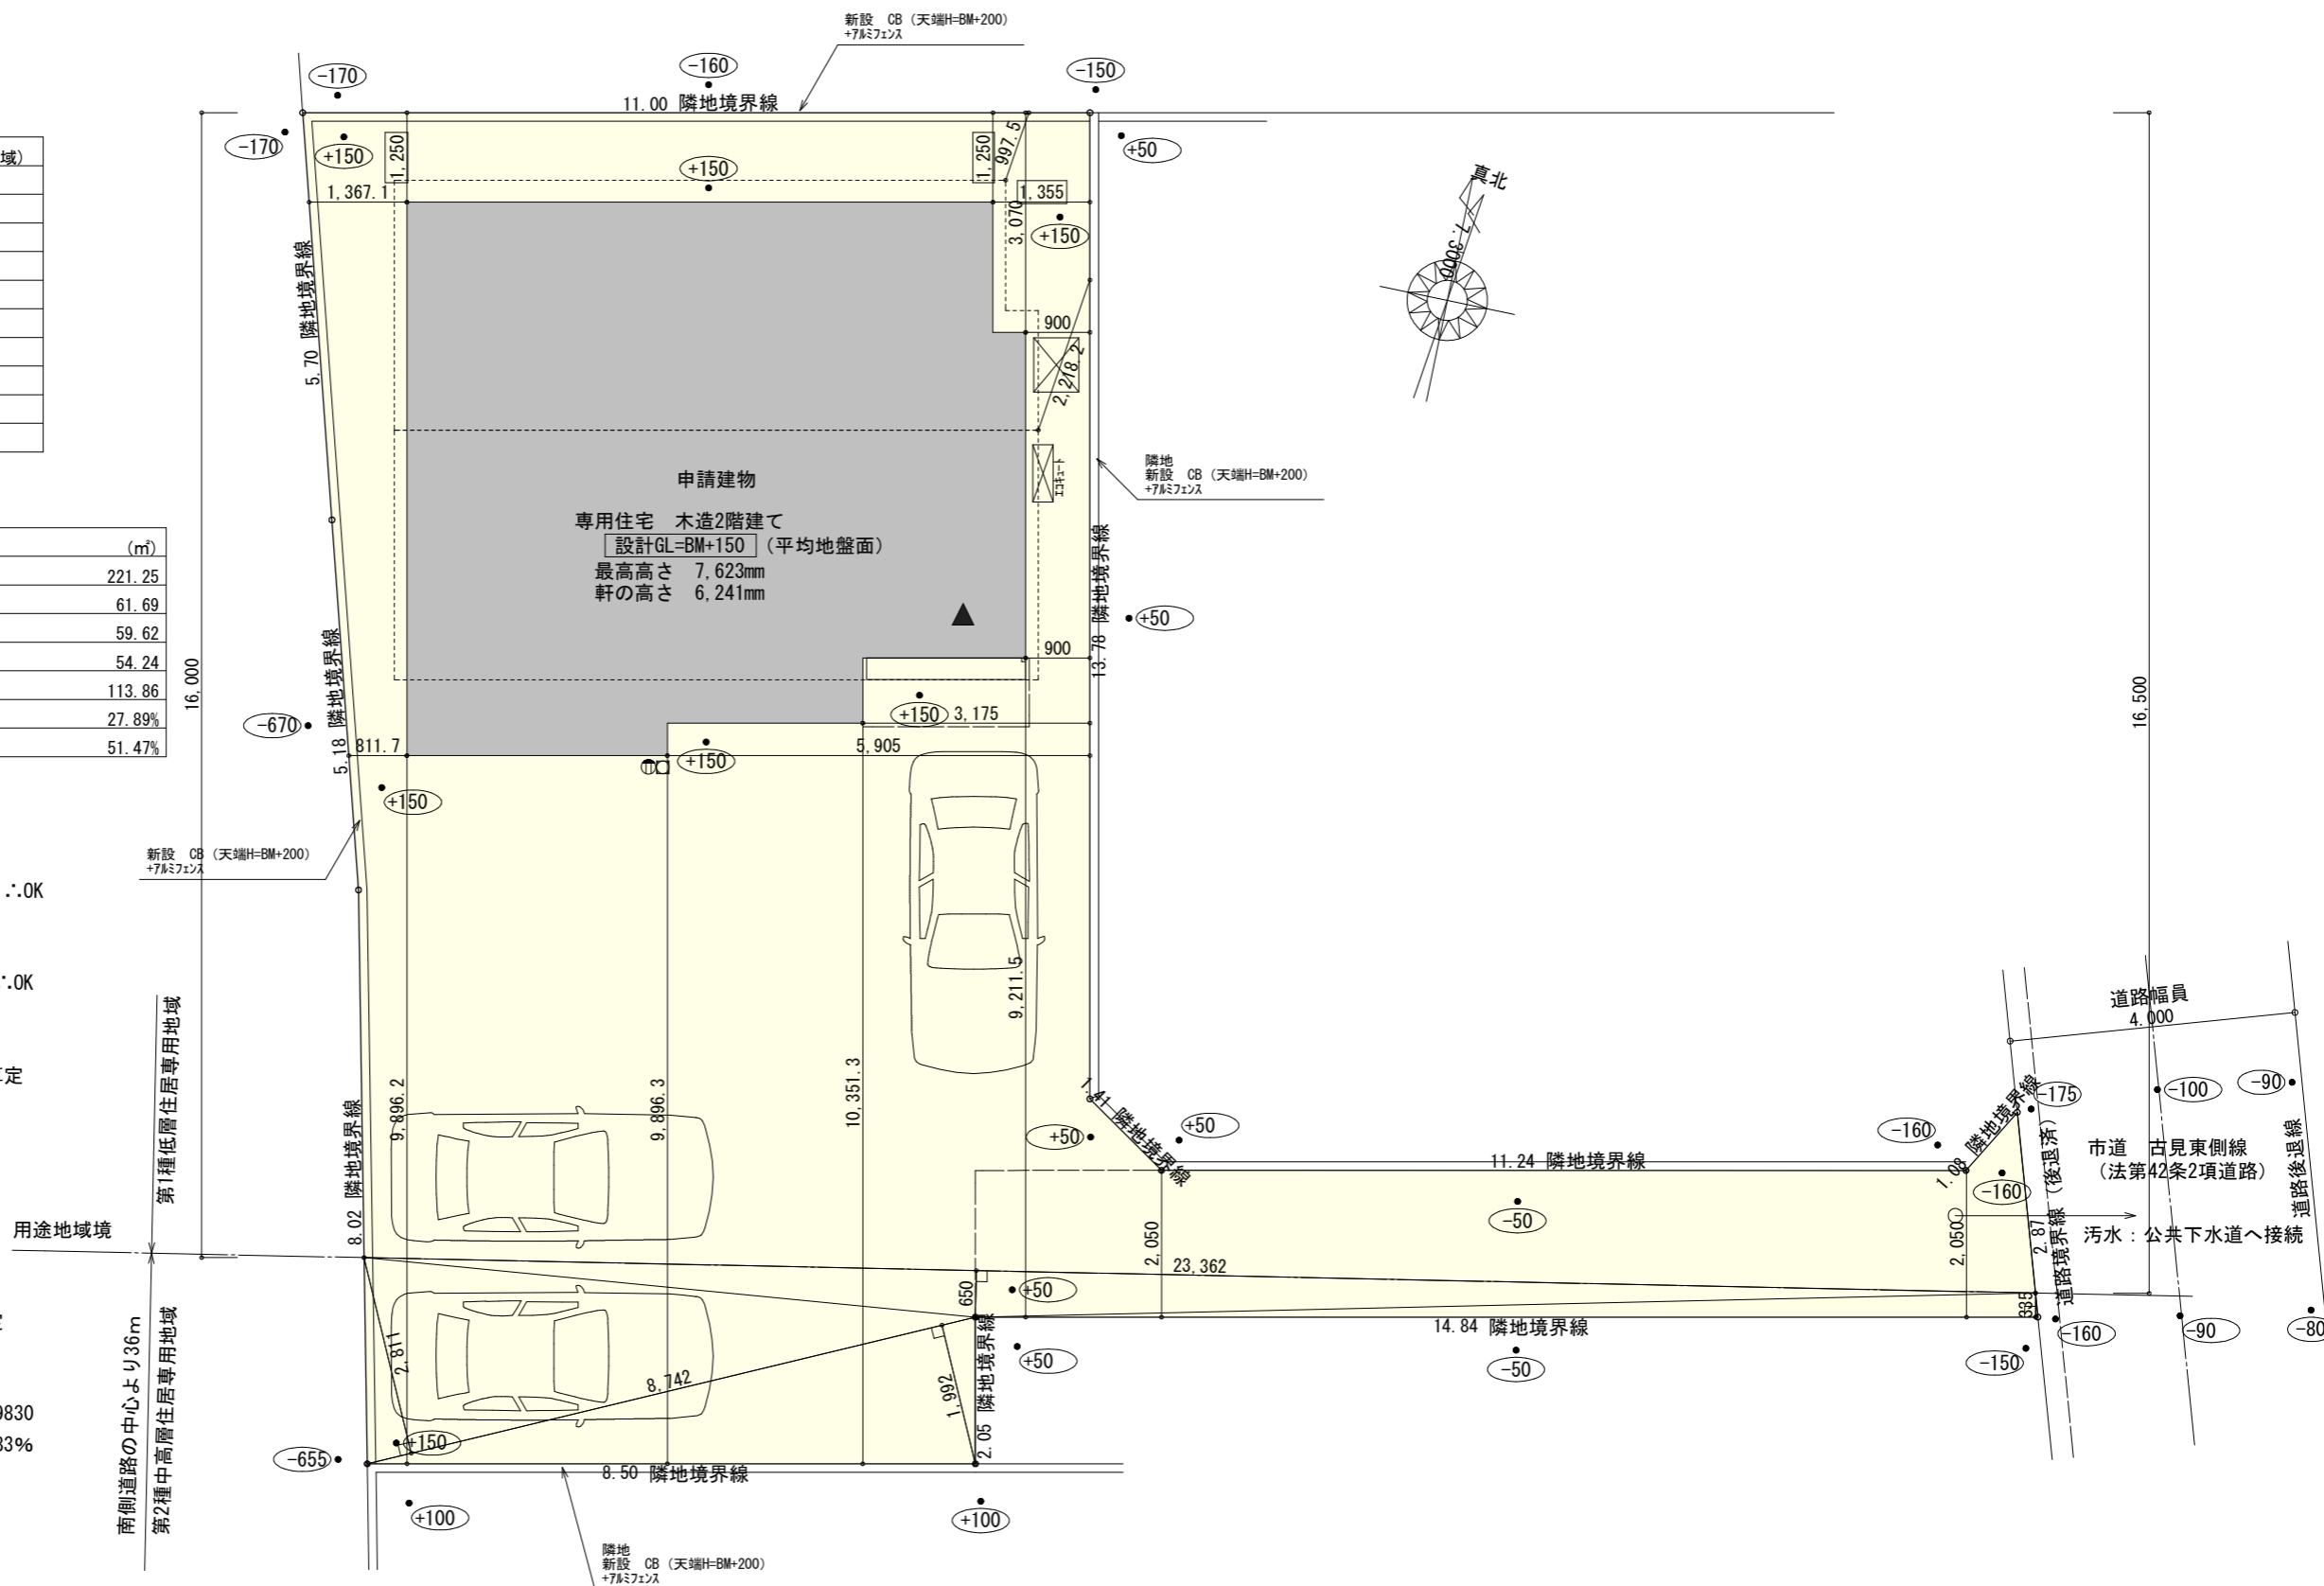 新設　CB（天端H=BM+200）
+ｱﾙﾐﾌｪﾝｽ
-170
-160
-150
11.00 隣地境界線
-170
+150
1,250
+150
1,250
997.5
+50
1,367.1
1,355
3,070
+150
真北
7.3000
域）
5.70 隣地境界線
900
2,218.2
ｴｺｷｭｰﾄ
隣地
新設　CB（天端H=BM+200）
+ｱﾙﾐﾌｪﾝｽ
申請建物
専用住宅　木造2階建て
設計GL=BM+150（平均地盤面）
最高高さ　7,623mm
軒の高さ　6,241mm
13.78 隣地境界線
+50
(㎡)
221.25
61.69
59.62
54.24
113.86
27.89%
51.47%
16,000
16,500
5.18 隣地境界線
-670
811.7
900
+150
3,175
+150
5,905
+150
新設　CB（天端H=BM+200）
+ｱﾙﾐﾌｪﾝｽ
∴OK
∴OK
定
第1種低層住居専用地域
用途地域境
8.02 隣地境界線
9,896.2
9,896.3
10,351.3
9,211.5
1.41 隣地境界線
+50
+50
11.24 隣地境界線
-160
1.08 隣地境界線
-160
-175
道路幅員
4.000
-100
-90
市道　古見東側線
（法第42条2項道路）
道路後退線
汚水：公共下水道へ接続
2.87
道路境界線（後退済）
-50
2,050
2,050
23,362
650
+50
335
14.84 隣地境界線
-160
-90
-80
-150
-50
+50
2.05 隣地境界線
2,811
8,742
1,992
+150
-655
8.50 隣地境界線
+100
+100
南側道路の中心より36m
第2種中高層住居専用地域
9830
83%
隣地
新設　CB（天端H=BM+200）
+ｱﾙﾐﾌｪﾝｽ